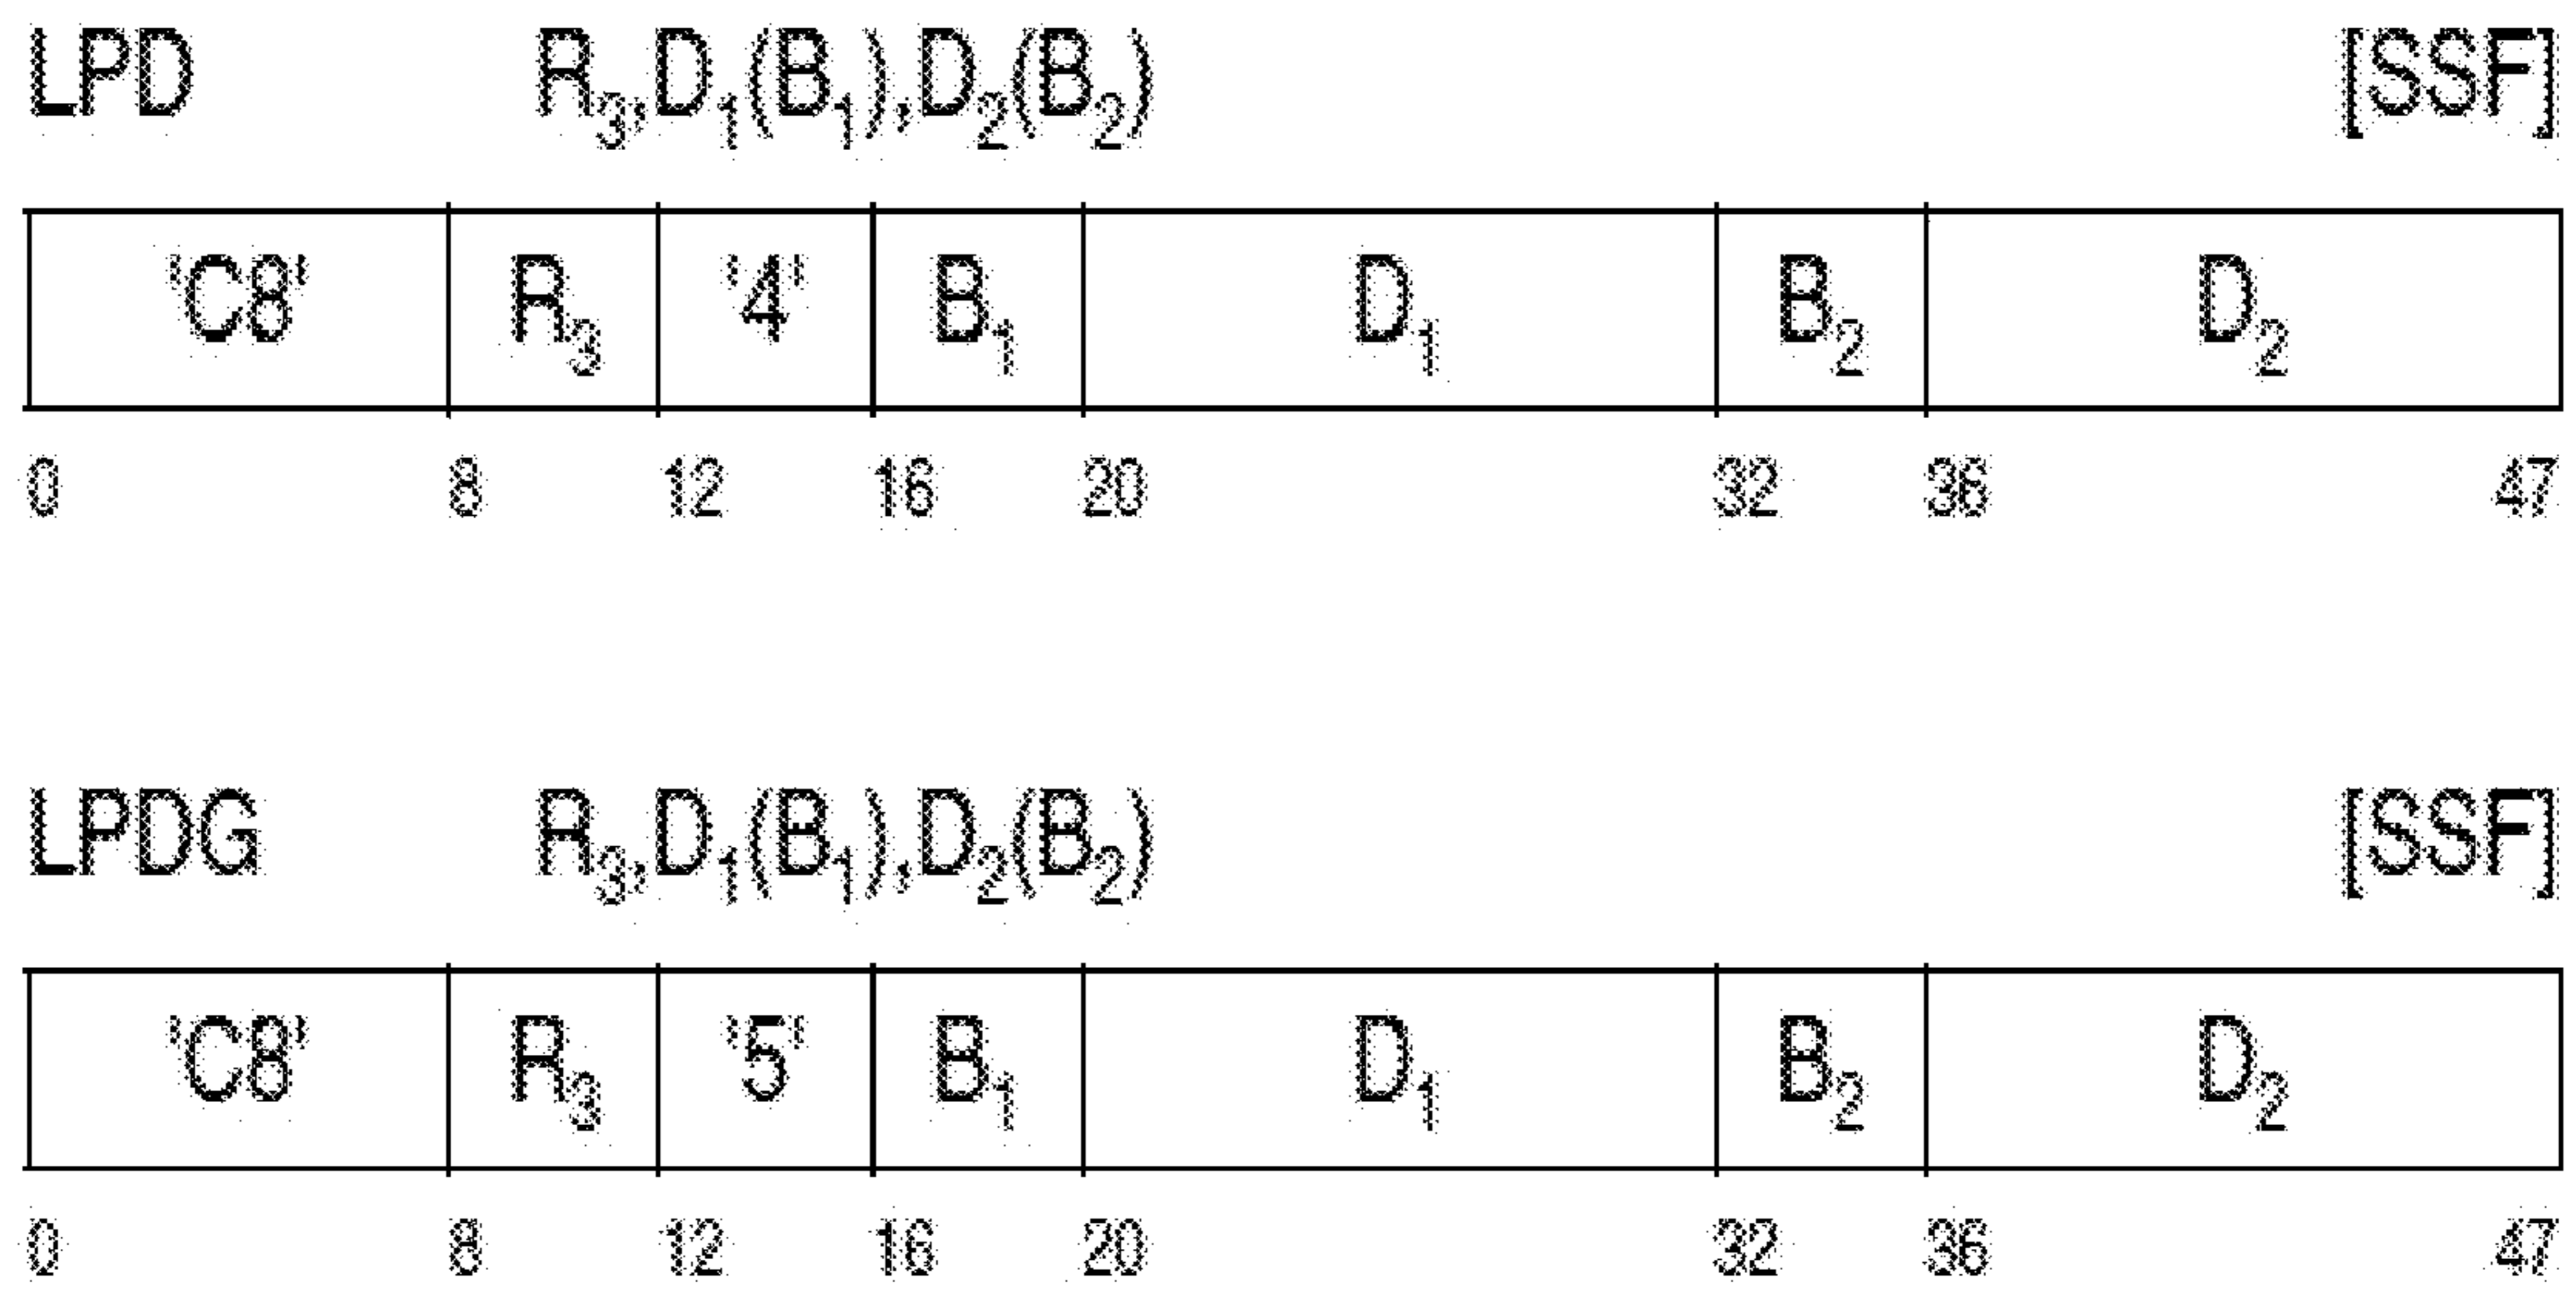 LPD R₃,D₁(B₁),D₂(B₂) [SSF]
'C8' R₃ '4' B₁ D₁ B₂ D₂
0 8 12 16 20 32 36 47
LPDG R₃,D₁(B₁),D₂(B₂) [SSF]
'C8' R₃ '5' B₁ D₁ B₂ D₂
0 8 12 16 20 32 36 47